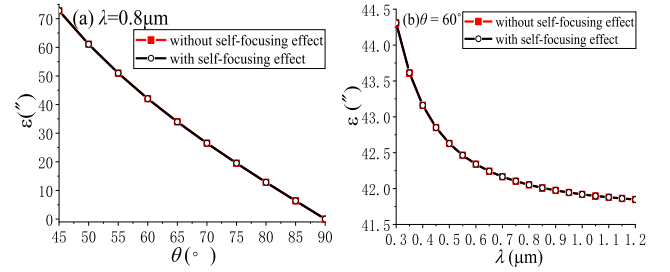 (a) λ=0.8μm
without self-focusing effect
with self-focusing effect
ε(″)
70
60
50
40
30
20
10
0
45 50 55 60 65 70 75 80 85 90
θ(°)
(b)θ = 60°
without self-focusing effect
with self-focusing effect
ε (″)
44.5
44.0
43.5
43.0
42.5
42.0
41.5
0.3 0.4 0.5 0.6 0.7 0.8 0.9 1.0 1.1 1.2
λ (μm)